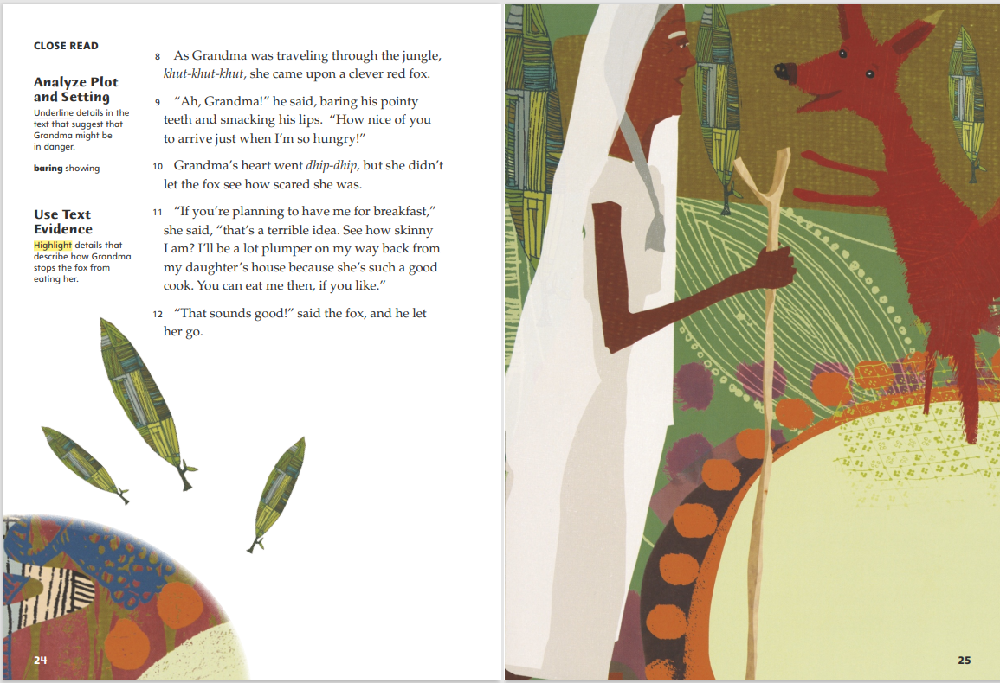 CLOSE READ
Analyze Plot
and Setting
Underline details in the
text that suggest that
Grandma might be
in danger.
baring showing
Use Text
Evidence
Highlight details that
describe how Grandma
stops the fox from
eating her.
8 As Grandma was traveling through the jungle,
khut-khut-khut, she came upon a clever red fox.
9 “Ah, Grandma!” he said, baring his pointy
teeth and smacking his lips. “How nice of you
to arrive just when I’m so hungry!”
10 Grandma’s heart went dhip-dhip, but she didn’t
let the fox see how scared she was.
11 “If you’re planning to have me for breakfast,”
she said, “that’s a terrible idea. See how skinny
I am? I’ll be a lot plumper on my way back from
my daughter’s house because she’s such a good
cook. You can eat me then, if you like.”
12 “That sounds good!” said the fox, and he let
her go.
24
25